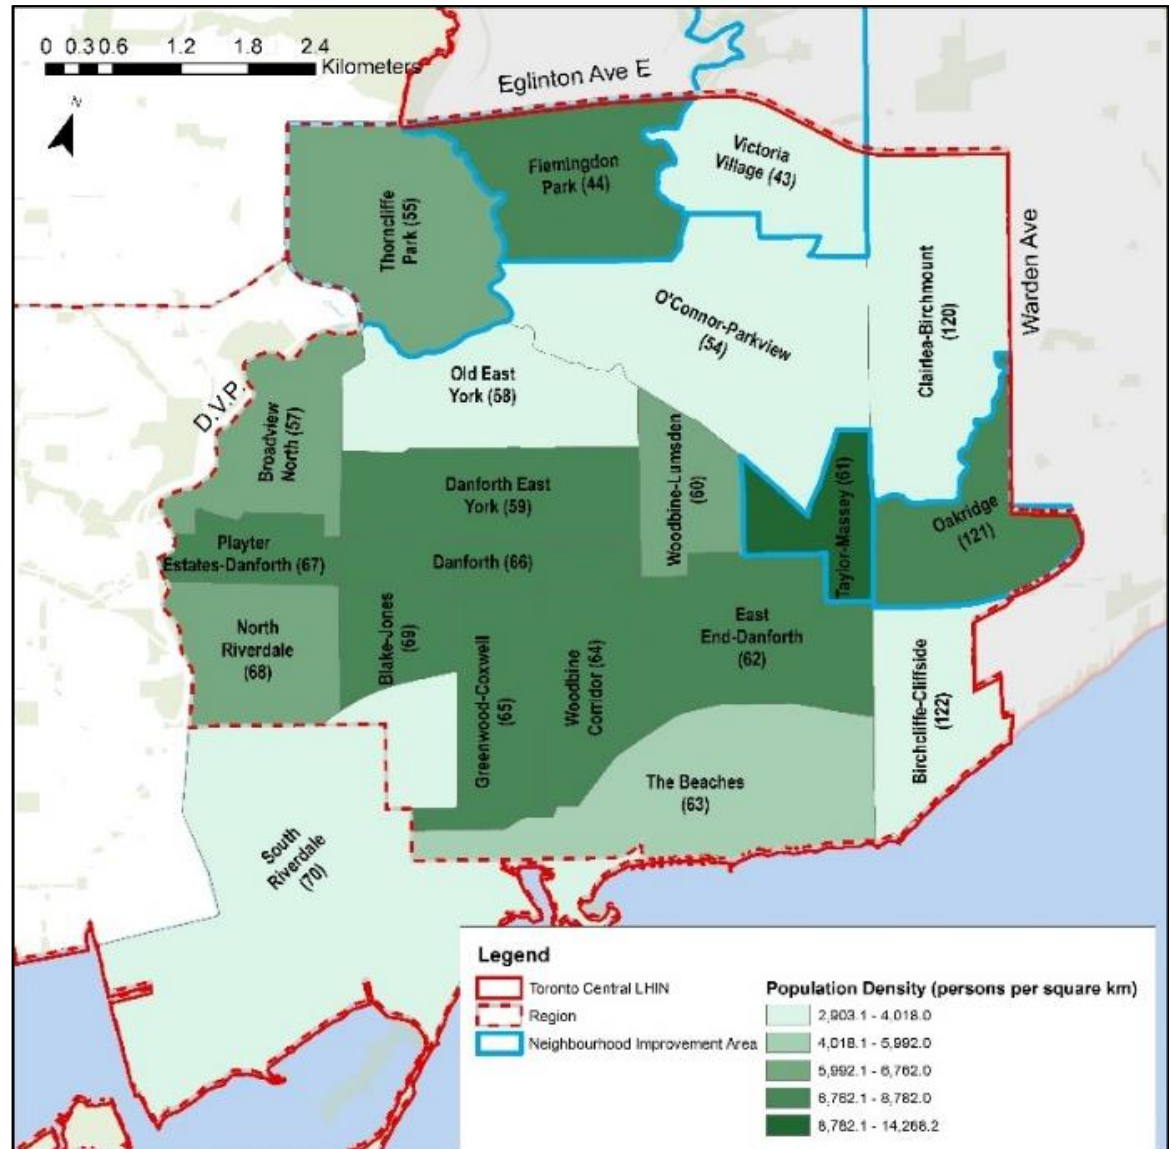 0 0.3 0.6 1.2 1.8 2.4
Kilometers
N
Eglinton Ave E
Warden Ave
D.V.P.
Victoria
Village (43)
Flemingdon
Park (44)
Thorncliffe
Park (55)
O'Connor-Parkview
(54)
Clairlea-Birchmount
(120)
Old East
York (58)
Broadview
North (57)
Woodbine-Lumsden
(60)
Taylor-Massey (61)
Oakridge
(121)
Danforth East
York (59)
Playter
Estates-Danforth (67)
Danforth (66)
North
Riverdale
(68)
Blake-Jones
(69)
Greenwood-Coxwell
(65)
Woodbine
Corridor (64)
East
End-Danforth
(62)
Birchcliffe-Cliffside
(122)
The Beaches
(63)
South
Riverdale
(70)
Legend
Toronto Central LHIN
Region
Neighbourhood Improvement Area
Population Density (persons per square km)
2,903.1 - 4,018.0
4,018.1 - 5,992.0
5,992.1 - 6,762.0
6,762.1 - 8,782.0
8,782.1 - 14,268.2